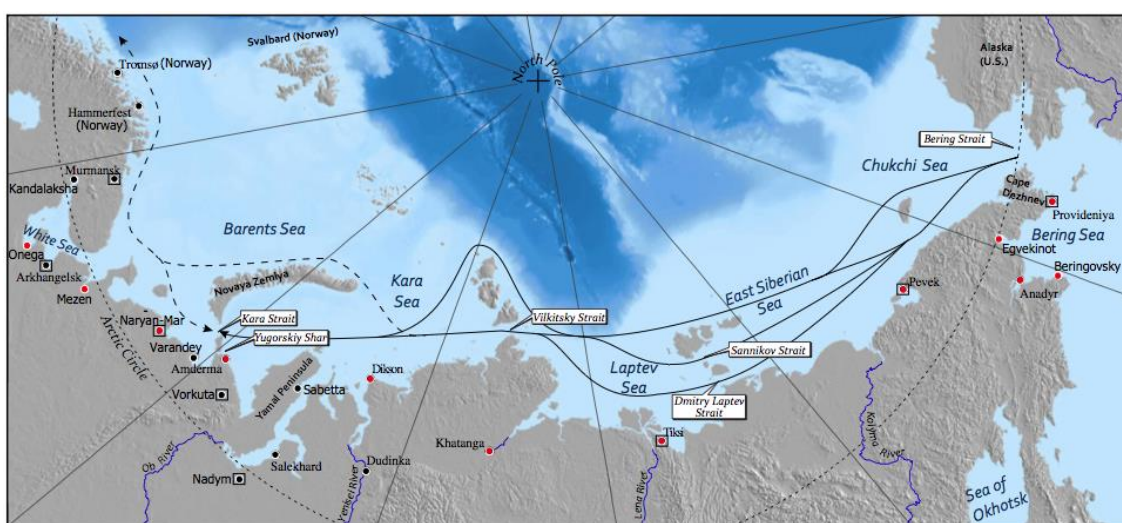 Svalbard (Norway)
North Pole
Alaska
(U.S.)
Tromsø (Norway)
Hammerfest
(Norway)
Bering Strait
Chukchi Sea
Murmansk
Kandalaksha
Cape
Dezhnev
Provideniya
White Sea
Onega
Barents Sea
Bering Sea
Egvekinot
Arkhangelsk
Mezen
Novaya Zemlya
Kara
Sea
East Siberian
Sea
Pevek
Beringovsky
Anadyr
Naryan-Mar
Kara Strait
Vilkitsky Strait
Varandey
Yugorskiy Shar
Amderma
Arctic Circle
Sannikov Strait
Laptev
Sea
Dikson
Yamal Peninsula
Sabetta
Vorkuta
Dmitry Laptev
Strait
Tiksi
Khatanga
Kolyma River
Ob River
Salekhard
Dudinka
Nadym
Yenisei River
Lena River
Sea of
Okhotsk